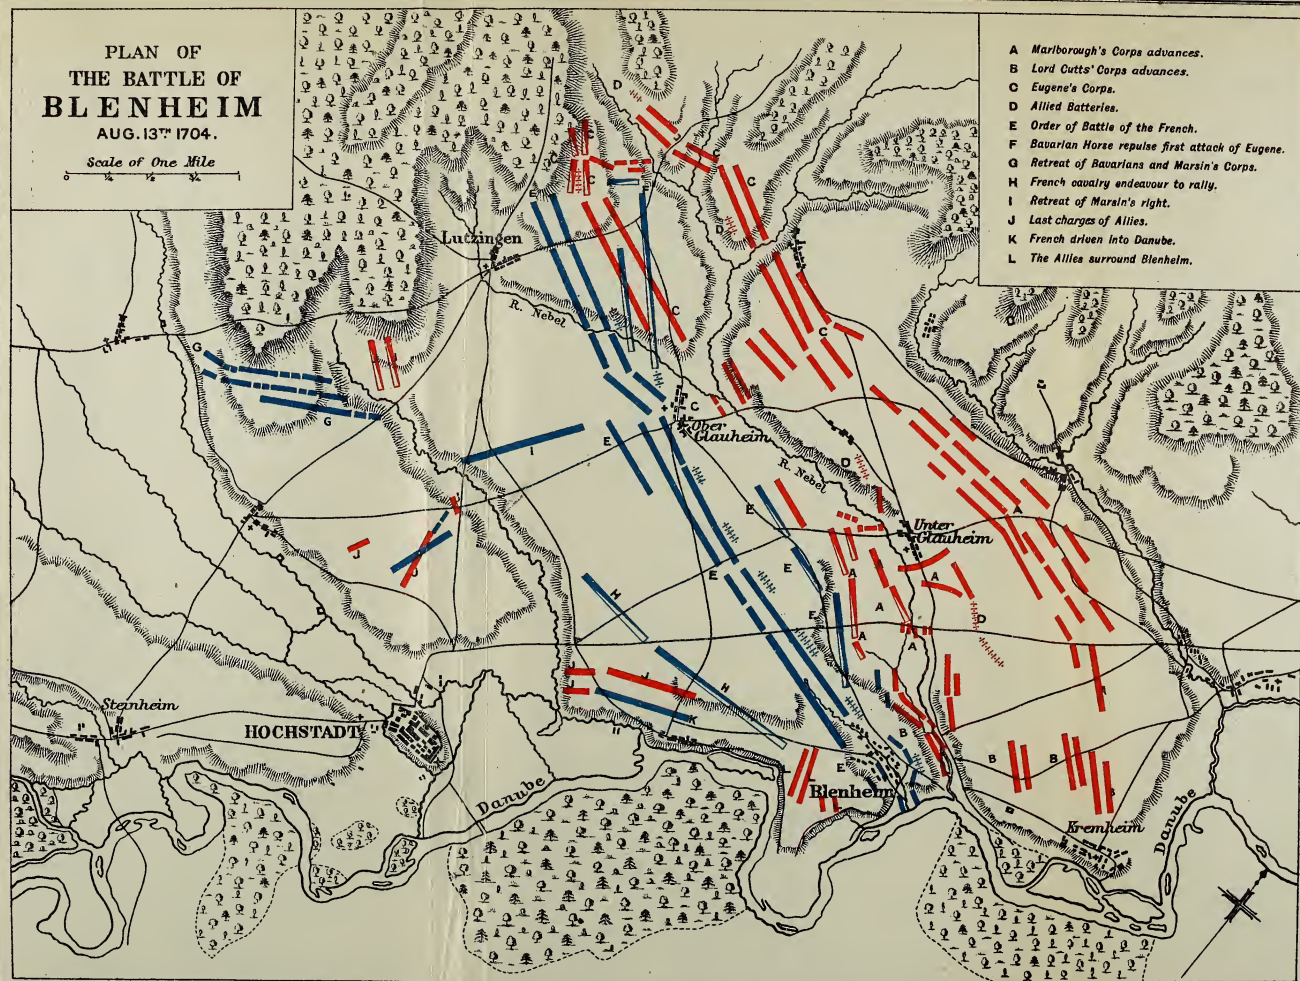 PLAN OF
THE BATTLE OF
BLENHEIM
AUG. 13TH 1704.
Scale of One Mile
0 ¼ ½ ¾ 1
A Marlborough's Corps advances.
B Lord Cutts' Corps advances.
C Eugene's Corps.
D Allied Batteries.
E Order of Battle of the French.
F Bavarian Horse repulse first attack of Eugene.
G Retreat of Bavarians and Marsin's Corps.
H French cavalry endeavour to rally.
I Retreat of Marsin's right.
J Last charges of Allies.
K French driven into Danube.
L The Allies surround Blenheim.
D
C
C
C
C
E
D
Lutzingen
R. Nebel
C
C
G
G
C
Ober
Glauheim
E
I
R. Nebel
D
E
A
Unter
Glauheim
J
J
E
E
A
A
H
E
A
D
A
A
J
J
J
H
K
B
Steinheim
HOCHSTADT
E
L
B
B
B
Blenheim
Danube
Kremheim
Danube